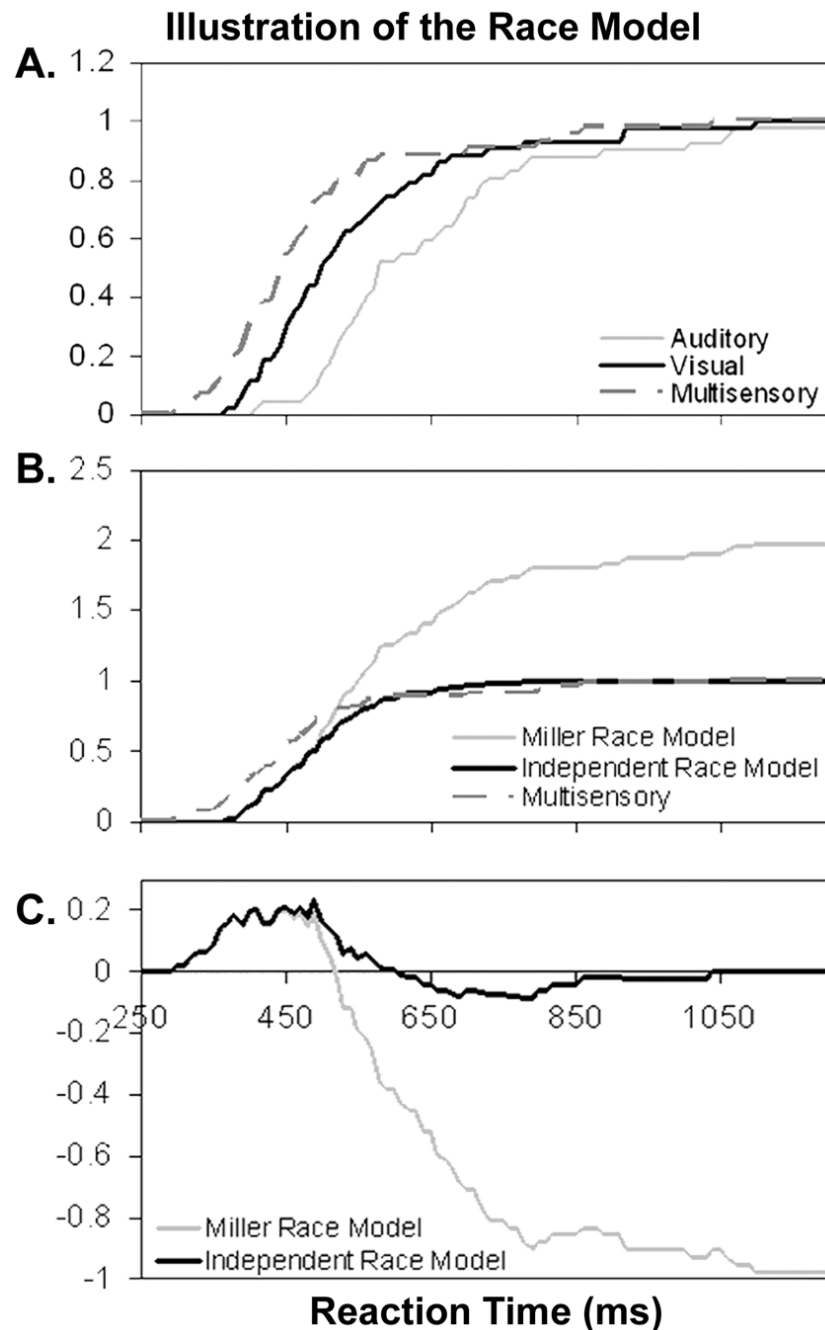 Illustration of the Race Model
A.
1.2
1
0.8
0.6
0.4
0.2
0
Auditory
Visual
Multisensory
B.
2.5
2
1.5
1
0.5
0
Miller Race Model
Independent Race Model
Multisensory
C.
0.2
0
250 450 650 850 1050
-0.2
-0.4
-0.6
-0.8
-1
Miller Race Model
Independent Race Model
Reaction Time (ms)